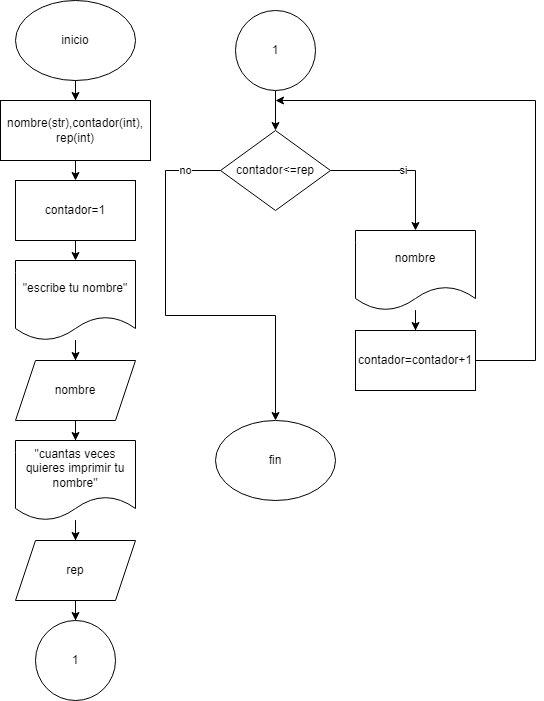 inicio
nombre(str),contador(int),
rep(int)
contador=1
"escribe tu nombre"
nombre
"cuantas veces
quieres imprimir tu
nombre"
rep
1
1
contador<=rep
no
si
nombre
contador=contador+1
fin